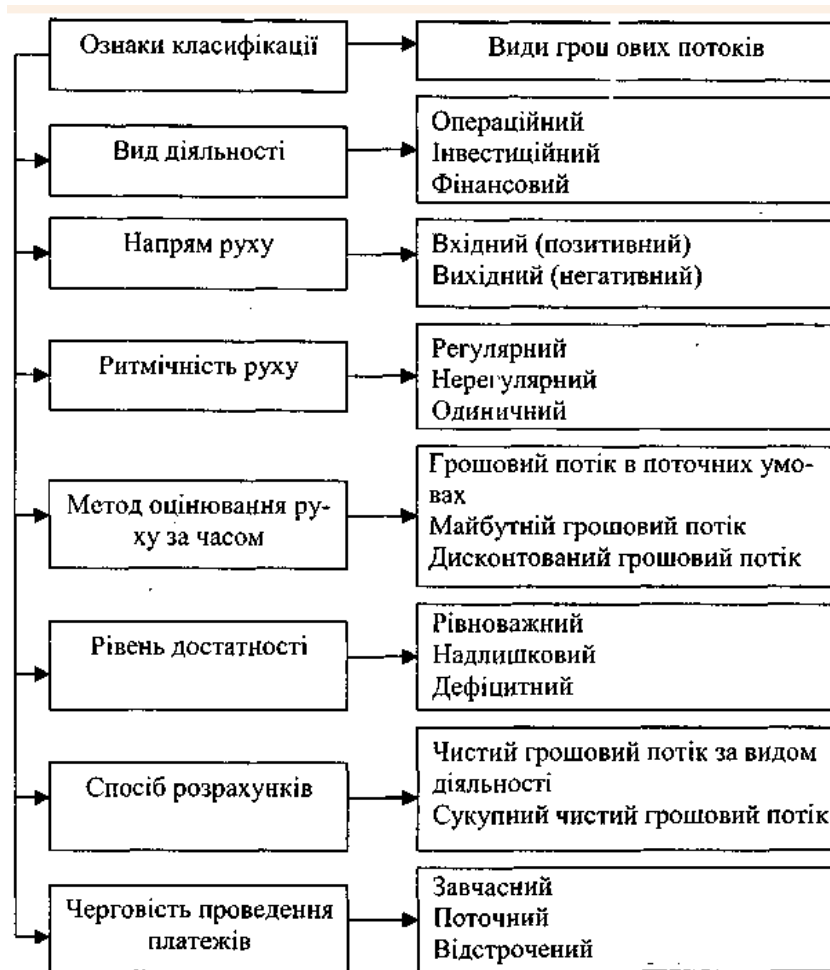 Ознаки класифікації
Види грошових потоків
Вид діяльності
Операційний
Інвестиційний
Фінансовий
Напрям руху
Вхідний (позитивний)
Вихідний (негативний)
Ритмічність руху
Регулярний
Нерегулярний
Одиничний
Метод оцінювання ру-
ху за часом
Грошовий потік в поточних умо-
вах
Майбутній грошовий потік
Дисконтований грошовий потік
Рівень достатності
Рівноважний
Надлишковий
Дефіцитний
Спосіб розрахунків
Чистий грошовий потік за видом
діяльності
Сукупний чистий грошовий потік
Черговість проведення
платежів
Завчасний
Поточний
Відстрочений